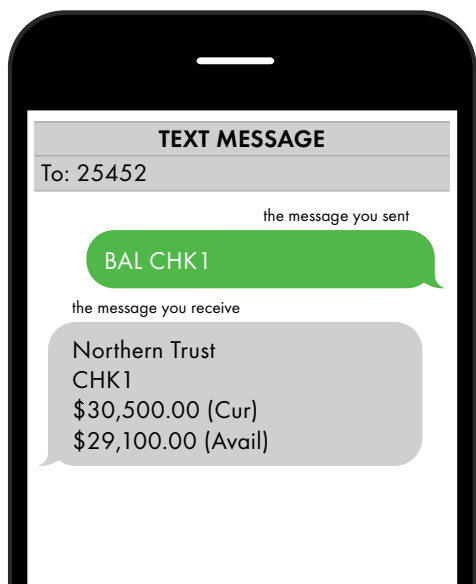 TEXT MESSAGE
To: 25452
the message you sent
BAL CHK1
the message you receive
Northern Trust
CHK1
$30,500.00 (Cur)
$29,100.00 (Avail)